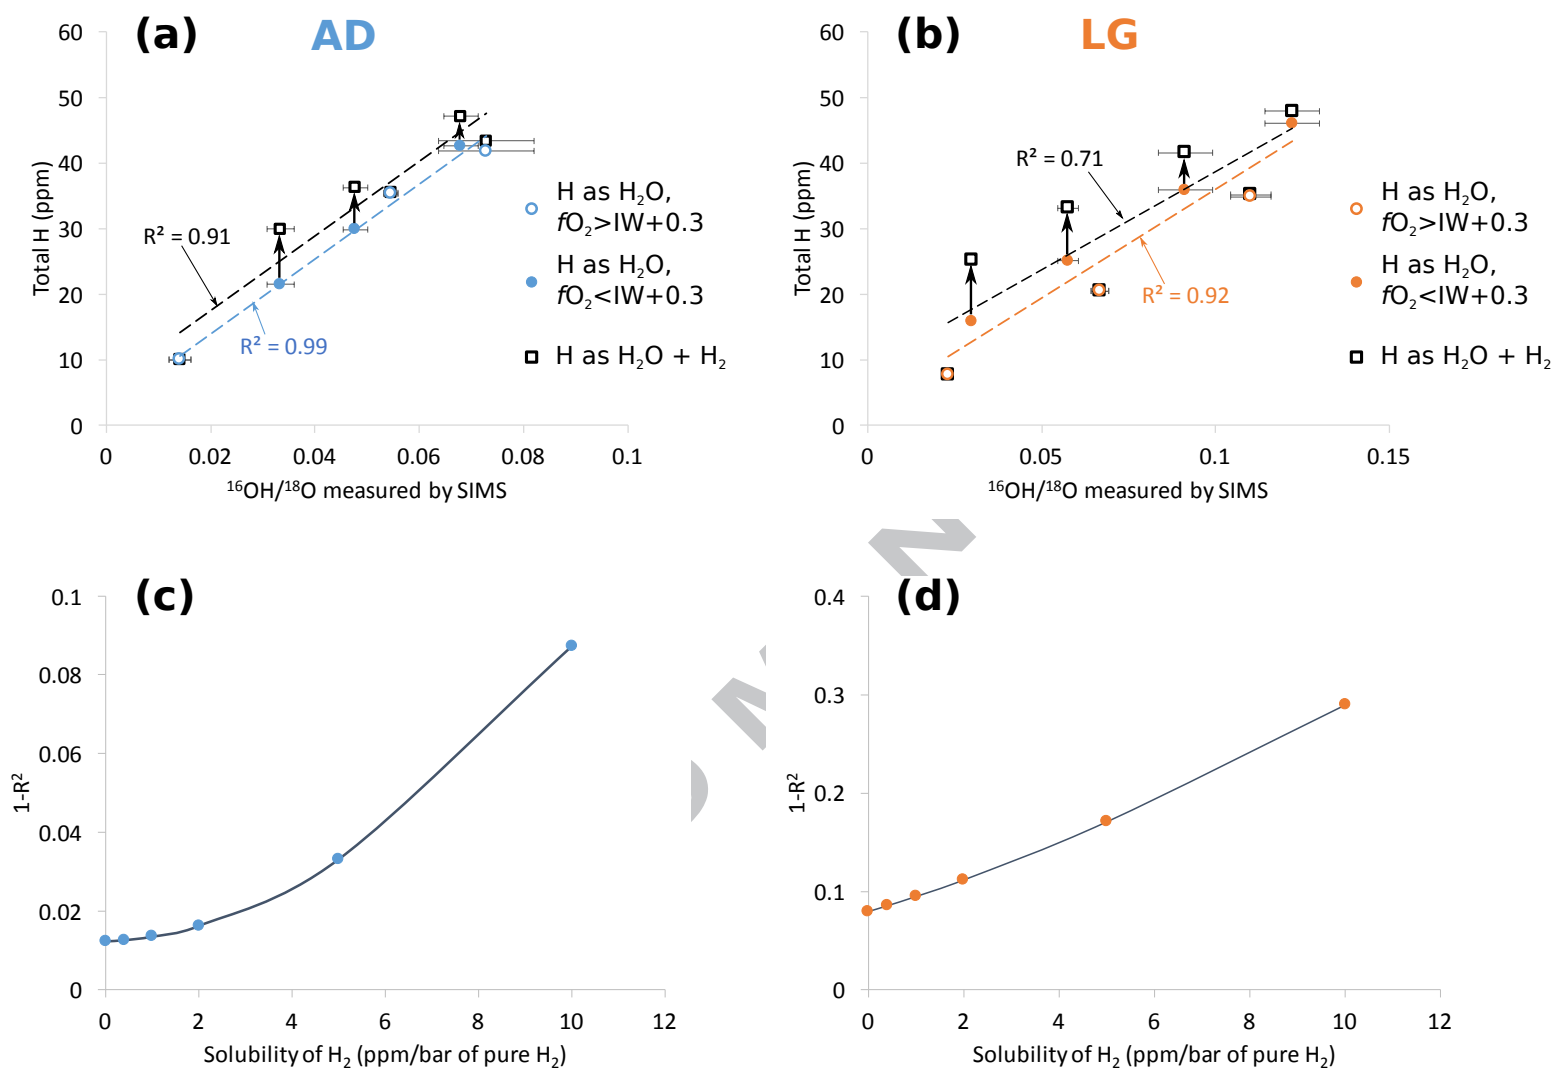 (a) AD
60
50
40
30
20
10
0
Total H (ppm)
R² = 0.91
R² = 0.99
0 0.02 0.04 0.06 0.08 0.1
¹⁶OH/¹⁸O measured by SIMS
H as H₂O,
fO₂>IW+0.3
H as H₂O,
fO₂<IW+0.3
H as H₂O + H₂
(b) LG
60
50
40
30
20
10
0
Total H (ppm)
R² = 0.71
R² = 0.92
0 0.05 0.1 0.15
¹⁶OH/¹⁸O measured by SIMS
H as H₂O,
fO₂>IW+0.3
H as H₂O,
fO₂<IW+0.3
H as H₂O + H₂
(c)
0.1
0.08
0.06
0.04
0.02
0
1-R²
0 2 4 6 8 10 12
Solubility of H₂ (ppm/bar of pure H₂)
(d)
0.4
0.3
0.2
0.1
0
1-R²
0 2 4 6 8 10 12
Solubility of H₂ (ppm/bar of pure H₂)